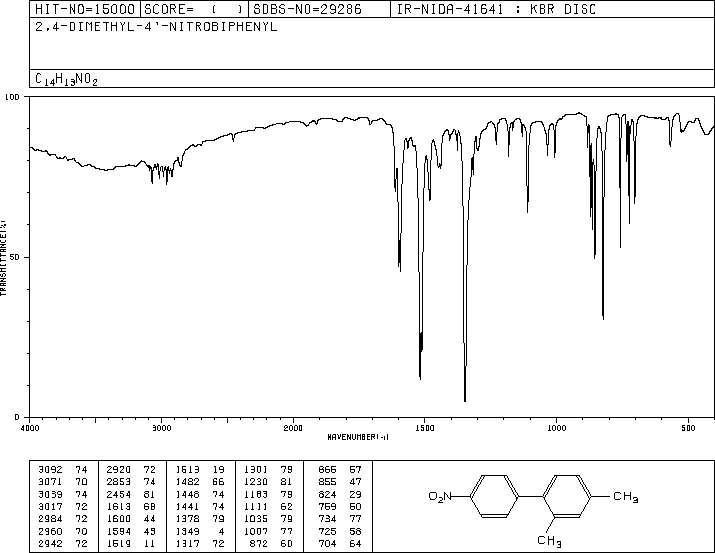 HIT-NO=15000 SCORE= ( ) SDBS-NO=29286 IR-NIDA-41641 : KBR DISC
2,4-DIMETHYL-4'-NITROBIPHENYL
C14H13NO2
100
50
0
TRANSMITTANCE(%)
4000 3000 2000 1500 1000 500
WAVENUMBER(-1)
3092 74 2920 72 1513 19 1301 79 866 57
3071 70 2853 74 1482 66 1230 81 855 47
3039 74 2454 81 1448 74 1183 79 824 29
3017 72 1613 68 1441 74 1111 62 759 50
2984 72 1600 44 1378 79 1035 79 734 77
2960 70 1594 43 1349 4 1007 77 725 58
2942 72 1519 11 1317 72 872 60 704 64
O2N
CH3
CH3